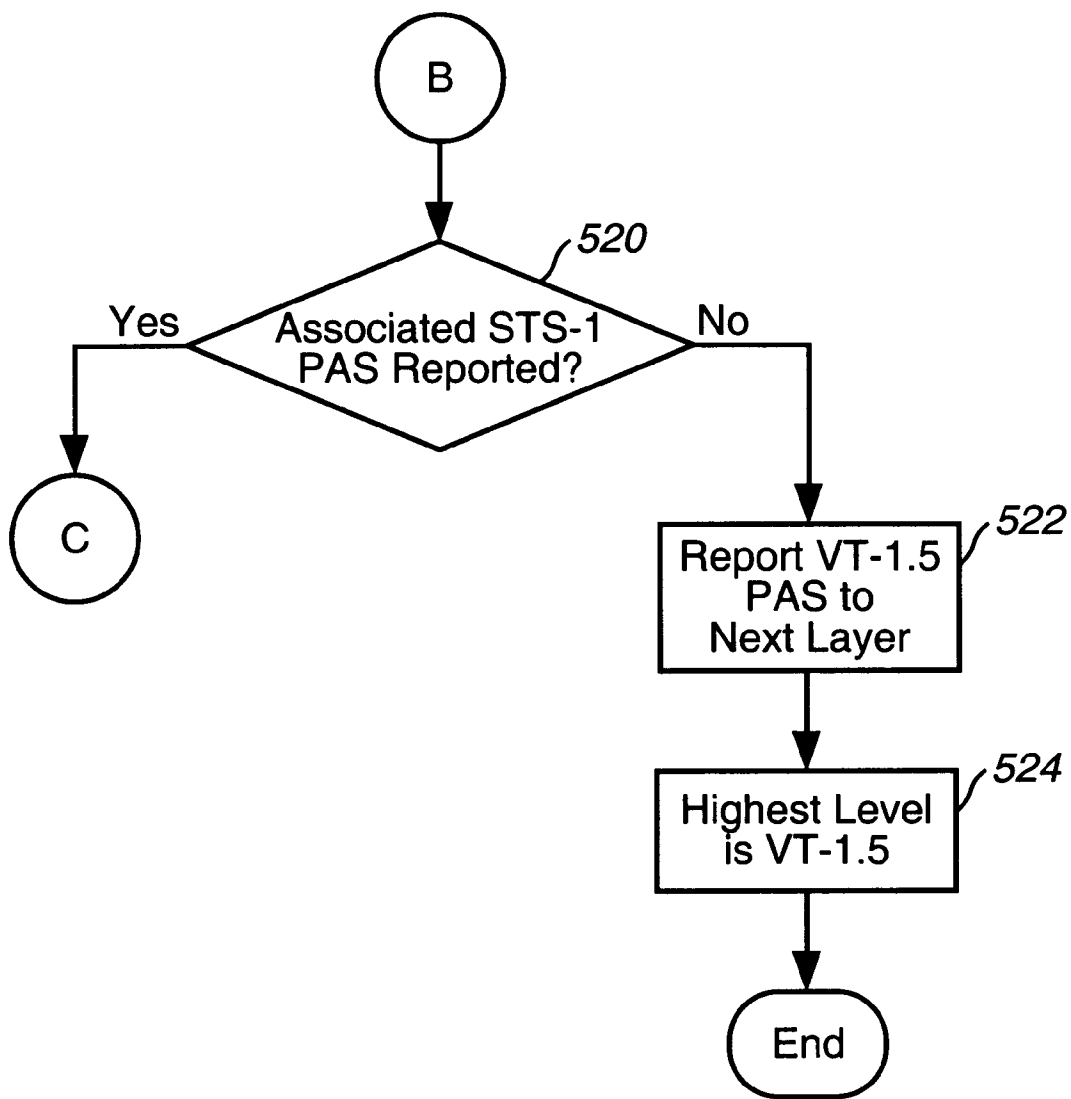 B
520
Yes
No
Associated STS-1
PAS Reported?
C
522
Report VT-1.5
PAS to
Next Layer
524
Highest Level
is VT-1.5
End